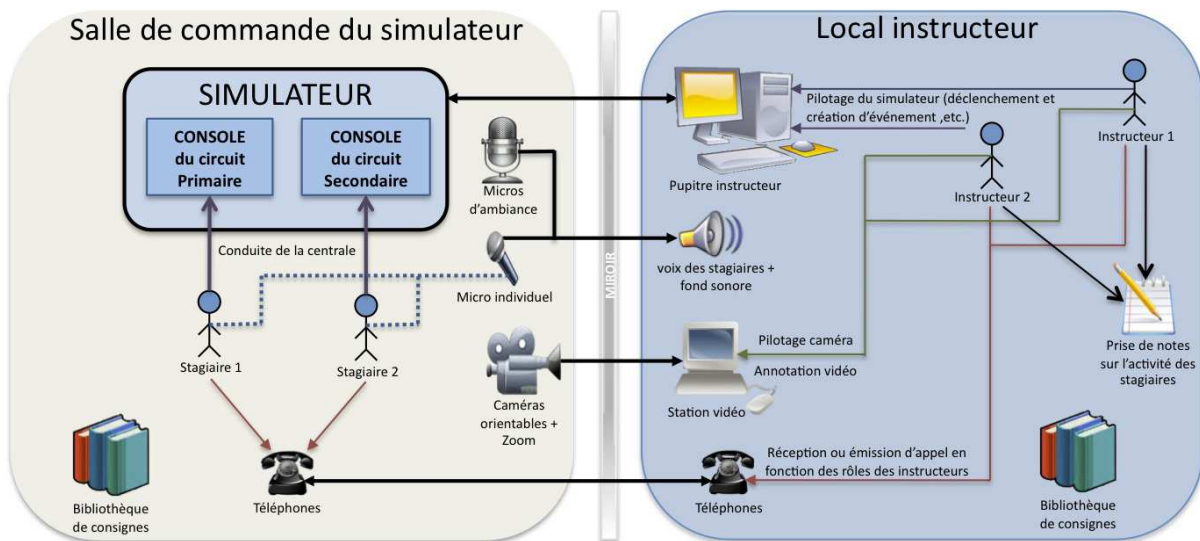 Salle de commande du simulateur
SIMULATEUR
CONSOLE
du circuit
Primaire
CONSOLE
du circuit
Secondaire
Conduite de la centrale
Stagiaire 1
Stagiaire 2
Micros
d’ambiance
Micro individuel
Caméras
orientables +
Zoom
Bibliothèque
de consignes
Téléphones
MIROIR
Local instructeur
Pilotage du simulateur (déclenchement et
création d’événement ,etc.)
Pupitre instructeur
Instructeur 1
Instructeur 2
voix des stagiaires +
fond sonore
Pilotage caméra
Annotation vidéo
Station vidéo
Prise de notes
sur l’activité des
stagiaires
Réception ou émission d’appel en
fonction des rôles des instructeurs
Téléphones
Bibliothèque
de consignes